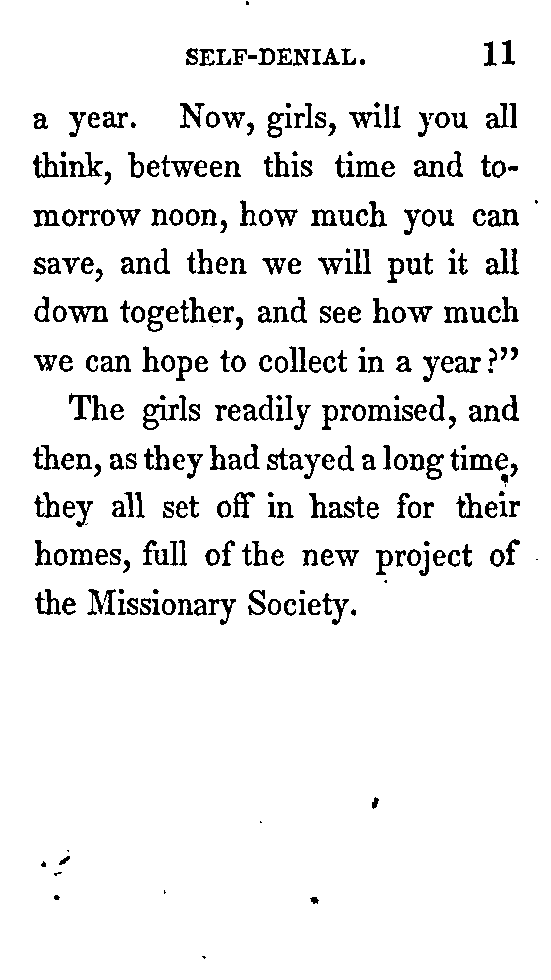 SELF-DENIAL. 11
a year. Now, girls, will you all
think, between this time and to-
morrow noon, how much you can
save, and then we will put it all
down together, and see how much
we can hope to collect in a year?"
The girls readily promised, and
then, as they had stayed a long time,
they all set off in haste for their
homes, full of the new project of
the Missionary Society.